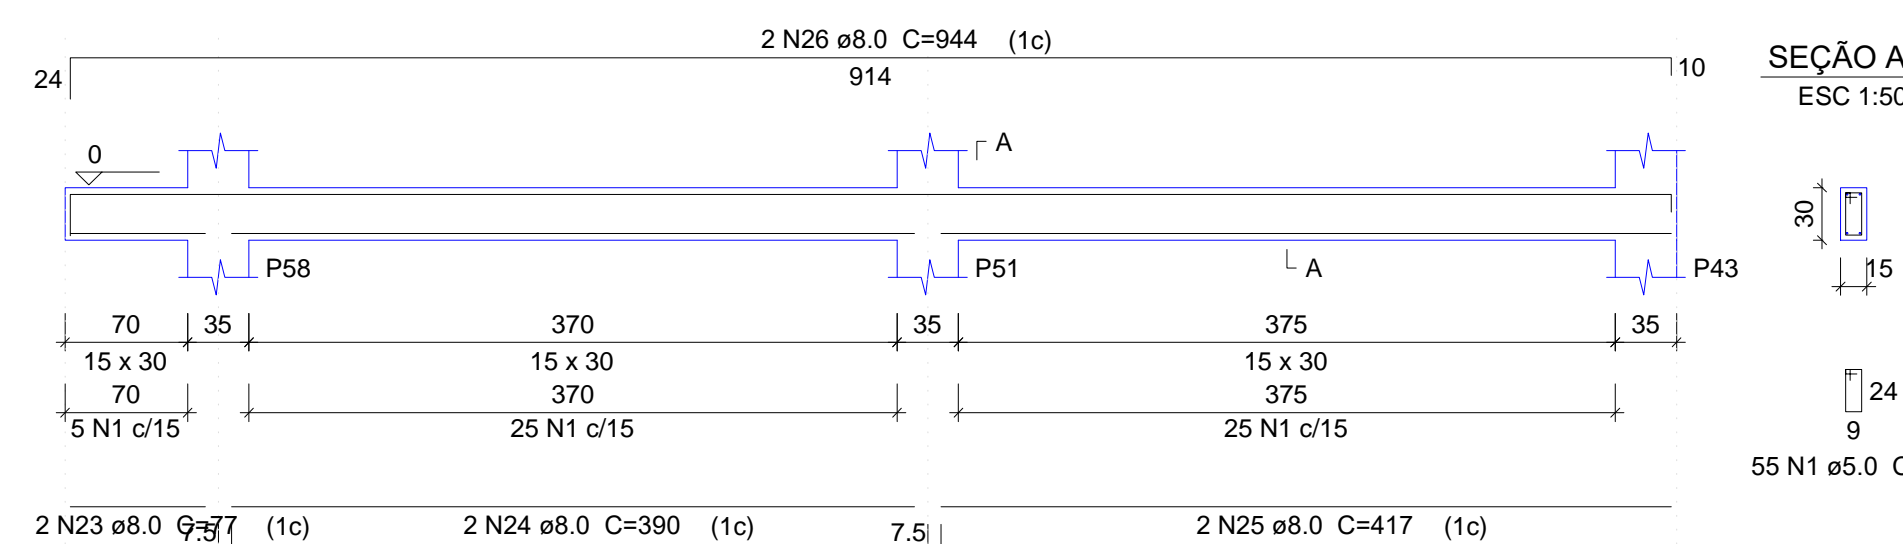 2 N26 ø8.0 C=944 (1c)
24
914
10
SEÇÃO A
ESC 1:50
0
A
30
15
P58
P51
A
P43
70 35 370 35 375 35
15 x 30 15 x 30 15 x 30
70 370 375
5 N1 c/15 25 N1 c/15 25 N1 c/15
24
9
55 N1 ø5.0 C
2 N23 ø8.0 C=77 (1c) 2 N24 ø8.0 C=390 (1c) 2 N25 ø8.0 C=417 (1c)
7.5 7.5